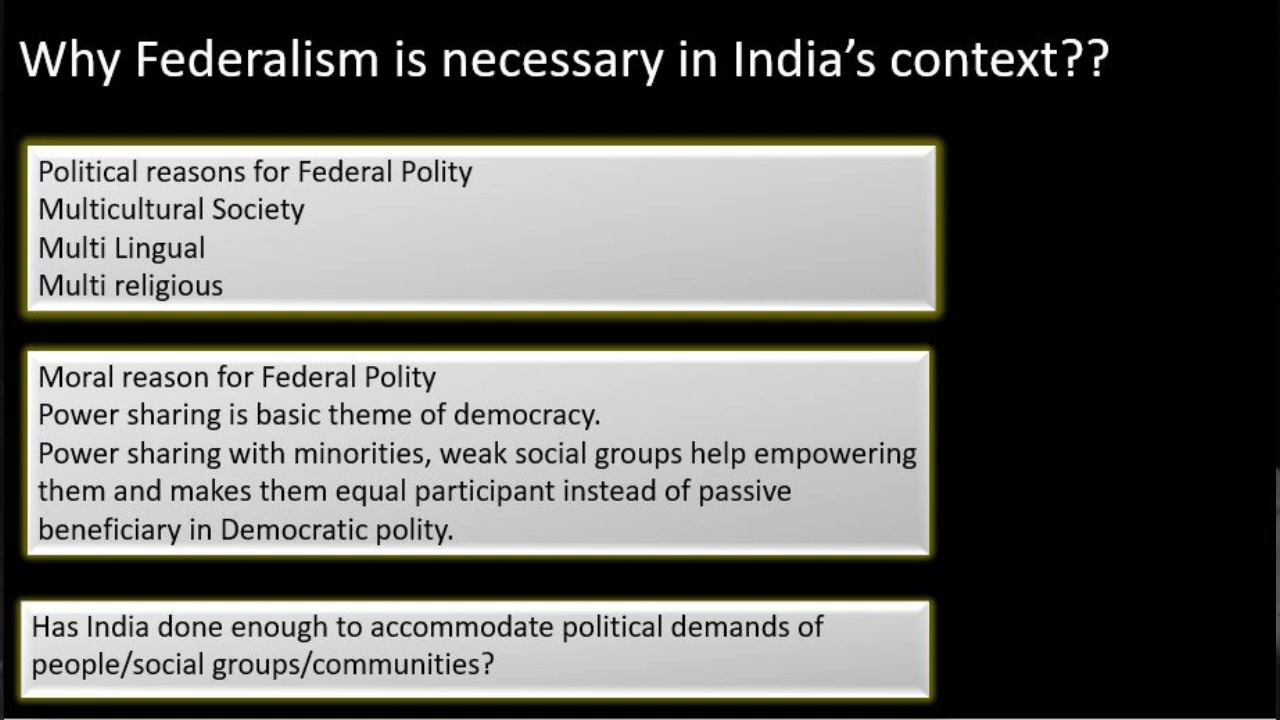 Why Federalism is necessary in India’s context??
Political reasons for Federal Polity
Multicultural Society
Multi Lingual
Multi religious
Moral reason for Federal Polity
Power sharing is basic theme of democracy.
Power sharing with minorities, weak social groups help empowering
them and makes them equal participant instead of passive
beneficiary in Democratic polity.
Has India done enough to accommodate political demands of
people/social groups/communities?